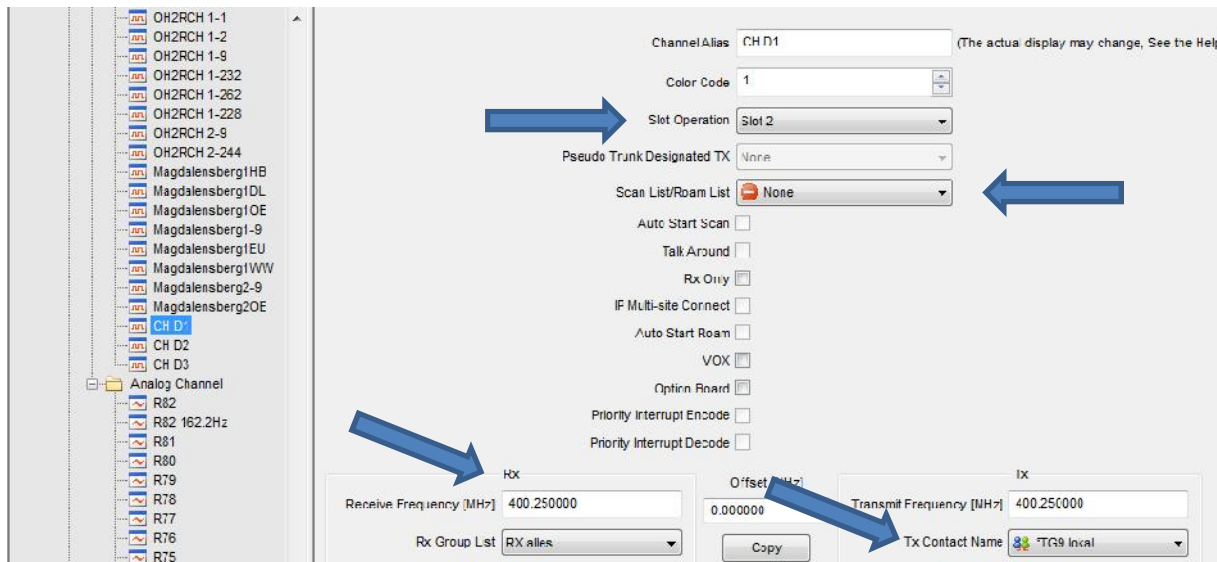 OH2RCH 1-1
OH2RCH 1-2
OH2RCH 1-9
OH2RCH 1-232
OH2RCH 1-262
OH2RCH 1-228
OH2RCH 2-9
OH2RCH 2-244
Magdalensberg1HB
Magdalensberg1DL
Magdalensberg1OE
Magdalensberg1-9
Magdalensberg1EU
Magdalensberg1WW
Magdalensberg2-9
Magdalensberg2OE
CH D1
CH D2
CH D3
Analog Channel
R82
R82 162.2Hz
R81
R80
R79
R78
R77
R76
R75
Channel Alias CH D1 (The actual display may change, See the Help
Color Code 1
Slot Operation Slot 2
Pseudo Trunk Designated TX None
Scan List/Roam List None
Auto Start Scan
Talk Around
Rx Only
IP Multi-site Connect
Auto Start Roam
VOX
Option Board
Priority Interrupt Encode
Priority Interrupt Decode
Rx
Receive Frequency [MHz] 400.250000
Rx Group List RX alles
Offset
0.000000
Copy
Tx
Transmit Frequency [MHz] 400.250000
Tx Contact Name *TG9 lokal